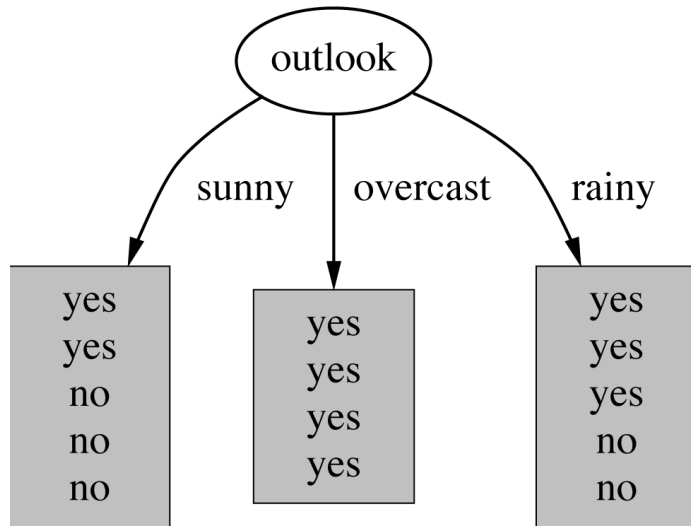 outlook
sunny
overcast
rainy
yes
yes
no
no
no
yes
yes
yes
yes
yes
yes
yes
no
no